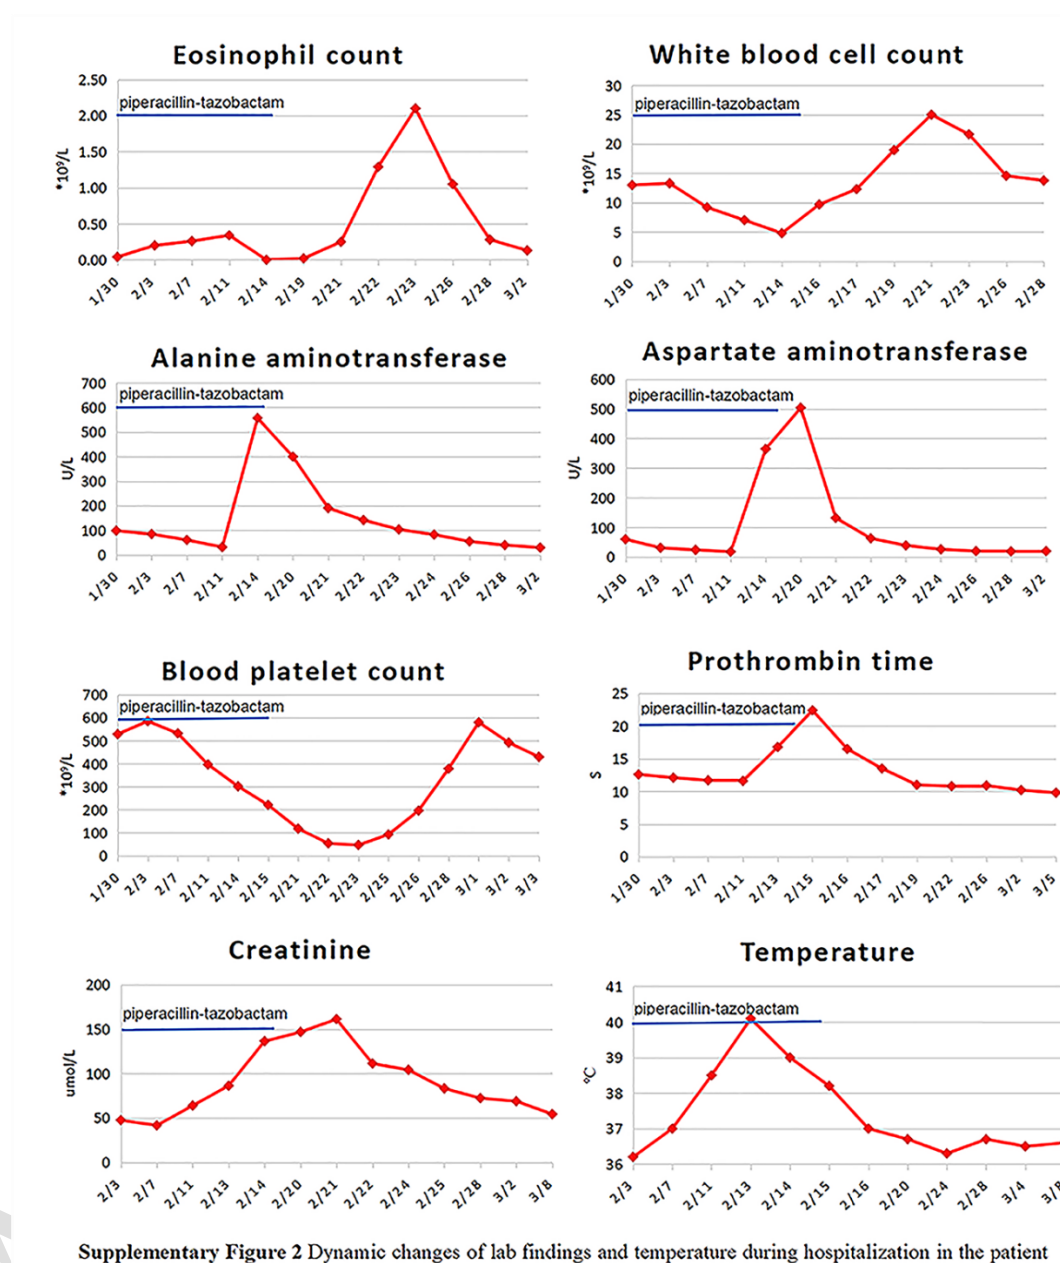 Eosinophil count
2.50
2.00
1.50
1.00
0.50
0.00
*10⁹/L
piperacillin-tazobactam
1/30 2/3 2/7 2/11 2/14 2/19 2/21 2/22 2/23 2/26 2/28 3/2
White blood cell count
30
25
20
15
10
5
0
*10⁹/L
piperacillin-tazobactam
1/30 2/3 2/7 2/11 2/14 2/16 2/17 2/19 2/21 2/23 2/26 2/28
Alanine aminotransferase
700
600
500
400
300
200
100
0
U/L
piperacillin-tazobactam
1/30 2/3 2/7 2/11 2/14 2/20 2/21 2/22 2/23 2/24 2/26 2/28 3/2
Aspartate aminotransferase
600
500
400
300
200
100
0
U/L
piperacillin-tazobactam
1/30 2/3 2/7 2/11 2/14 2/20 2/21 2/22 2/23 2/24 2/26 2/28 3/2
Blood platelet count
700
600
500
400
300
200
100
0
*10⁹/L
piperacillin-tazobactam
1/30 2/3 2/7 2/11 2/14 2/15 2/21 2/22 2/23 2/25 2/26 2/28 3/1 3/2 3/3
Prothrombin time
25
20
15
10
5
0
S
piperacillin-tazobactam
1/30 2/3 2/7 2/11 2/13 2/15 2/16 2/17 2/19 2/22 2/26 3/2 3/5
Creatinine
200
150
100
50
0
umol/L
piperacillin-tazobactam
2/3 2/7 2/11 2/13 2/14 2/20 2/21 2/22 2/24 2/25 2/28 3/2 3/8
Temperature
41
40
39
38
37
36
℃
piperacillin-tazobactam
2/3 2/7 2/11 2/13 2/14 2/15 2/16 2/20 2/24 2/28 3/4 3/8
Supplementary Figure 2 Dynamic changes of lab findings and temperature during hospitalization in the patient